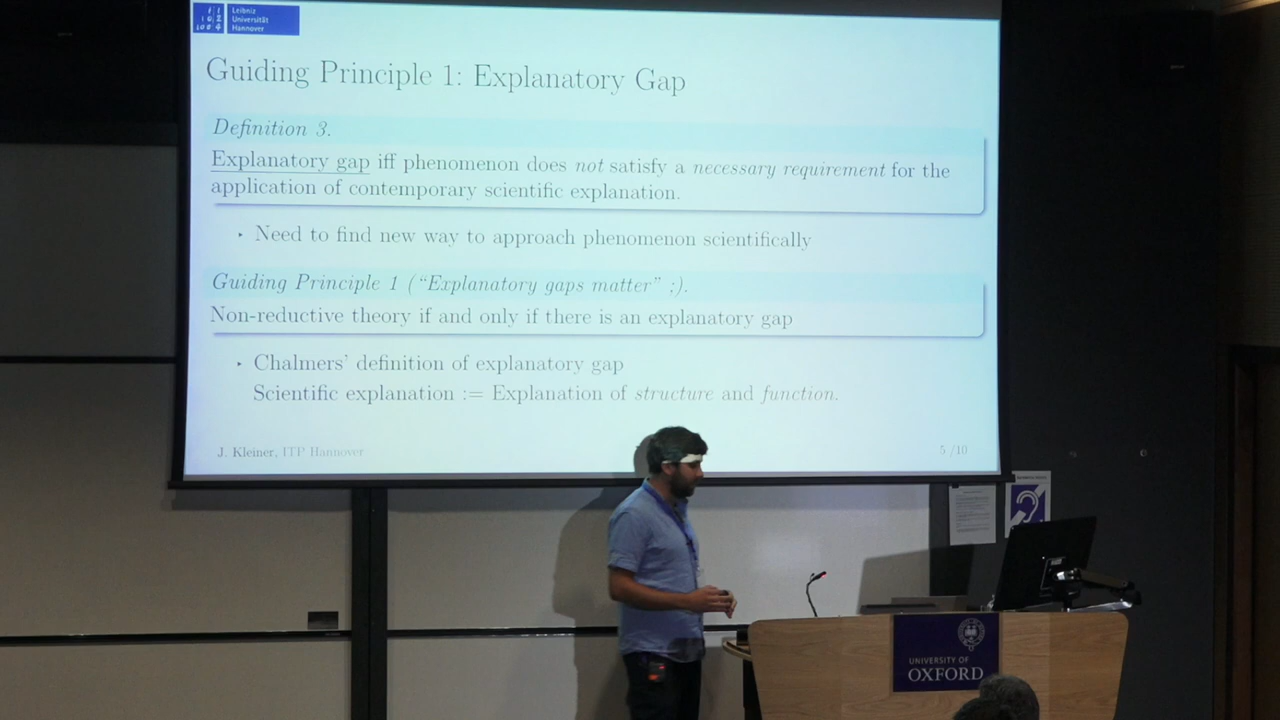 Leibniz
Universität
Hannover
Guiding Principle 1: Explanatory Gap
Definition 3.
Explanatory gap iff phenomenon does not satisfy a necessary requirement for the
application of contemporary scientific explanation.
Need to find new way to approach phenomenon scientifically
Guiding Principle 1 ("Explanatory gaps matter" ;).
Non-reductive theory if and only if there is an explanatory gap
Chalmers' definition of explanatory gap
Scientific explanation := Explanation of structure and function.
J. Kleiner, ITP Hannover
5 /10
UNIVERSITY OF
OXFORD